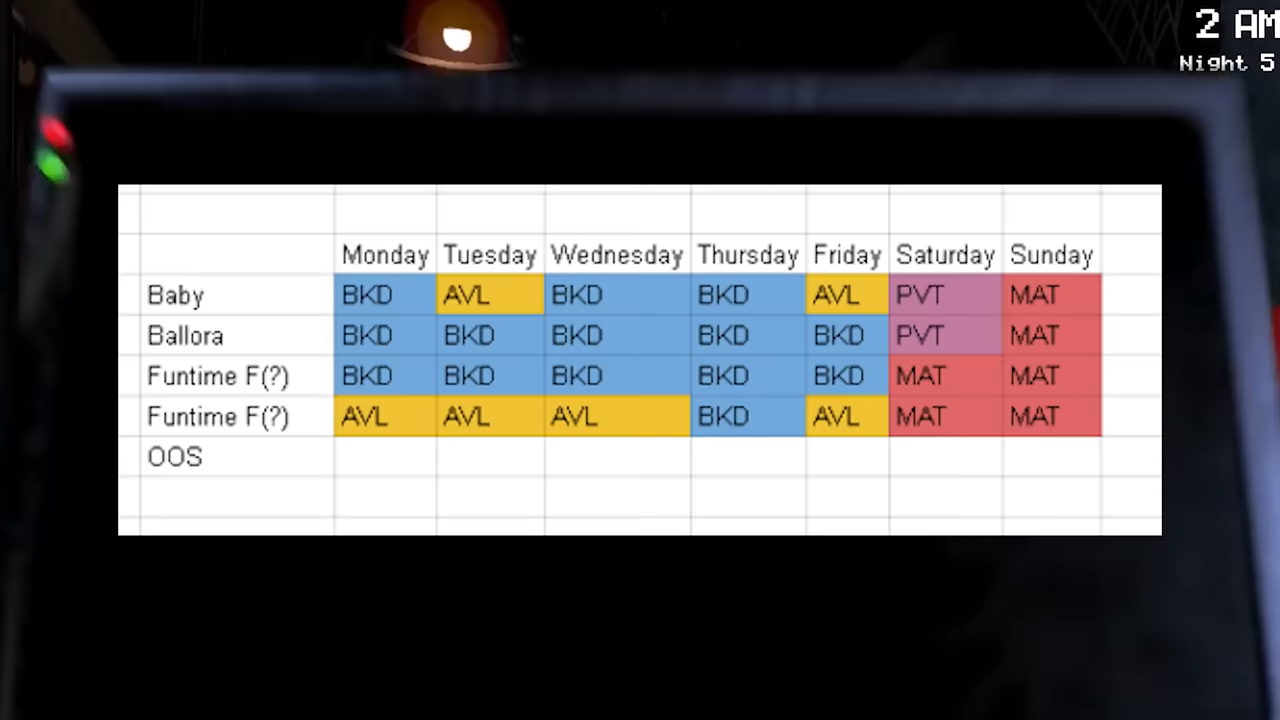 2 AM
Night 5
Monday Tuesday Wednesday Thursday Friday Saturday Sunday
Baby BKD AVL BKD BKD AVL PVT MAT
Ballora BKD BKD BKD BKD BKD PVT MAT
Funtime F(?) BKD BKD BKD BKD BKD MAT MAT
Funtime F(?) AVL AVL AVL BKD AVL MAT MAT
OOS